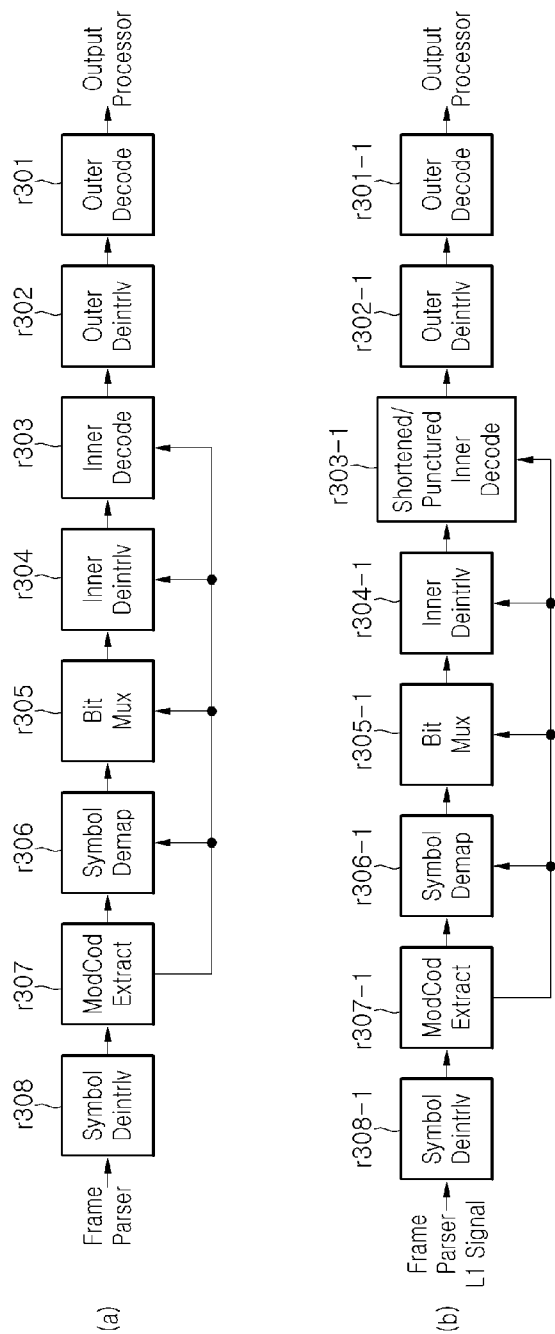 (a)
Frame
Parser
r308
Symbol
Deintrlv
r307
ModCod
Extract
r306
Symbol
Demap
r305
Bit
Mux
r304
Inner
Deintrlv
r303
Inner
Decode
r302
Outer
Deintrlv
r301
Outer
Decode
Output
Processor
(b)
Frame
Parser
L1 Signal
r308-1
Symbol
Deintrlv
r307-1
ModCod
Extract
r306-1
Symbol
Demap
r305-1
Bit
Mux
r304-1
Inner
Deintrlv
r303-1
Shortened/
Punctured
Inner
Decode
r302-1
Outer
Deintrlv
r301-1
Outer
Decode
Output
Processor